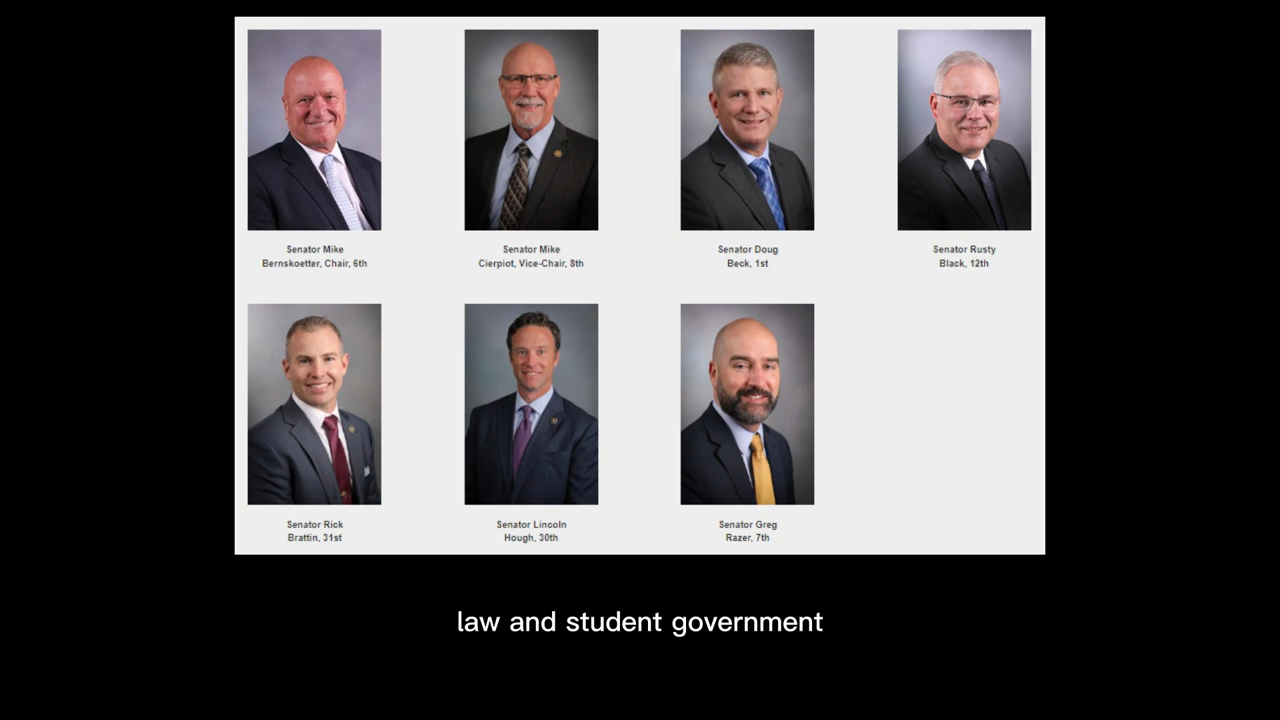 Senator Mike
Bernskoetter, Chair, 6th
Senator Mike
Cierpiot, Vice-Chair, 8th
Senator Doug
Beck, 1st
Senator Rusty
Black, 12th
Senator Rick
Brattin, 31st
Senator Lincoln
Hough, 30th
Senator Greg
Razer, 7th
law and student government